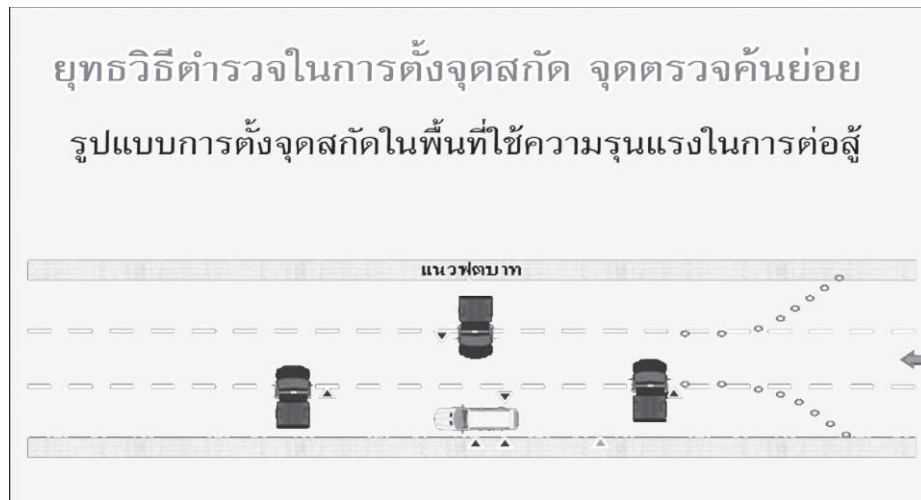 ยุทธวิธีตำรวจในการตั้งจุดสกัด จุดตรวจค้นย่อย
รูปแบบการตั้งจุดสกัดในพื้นที่ใช้ความรุนแรงในการต่อสู้
แนวฟตบาท